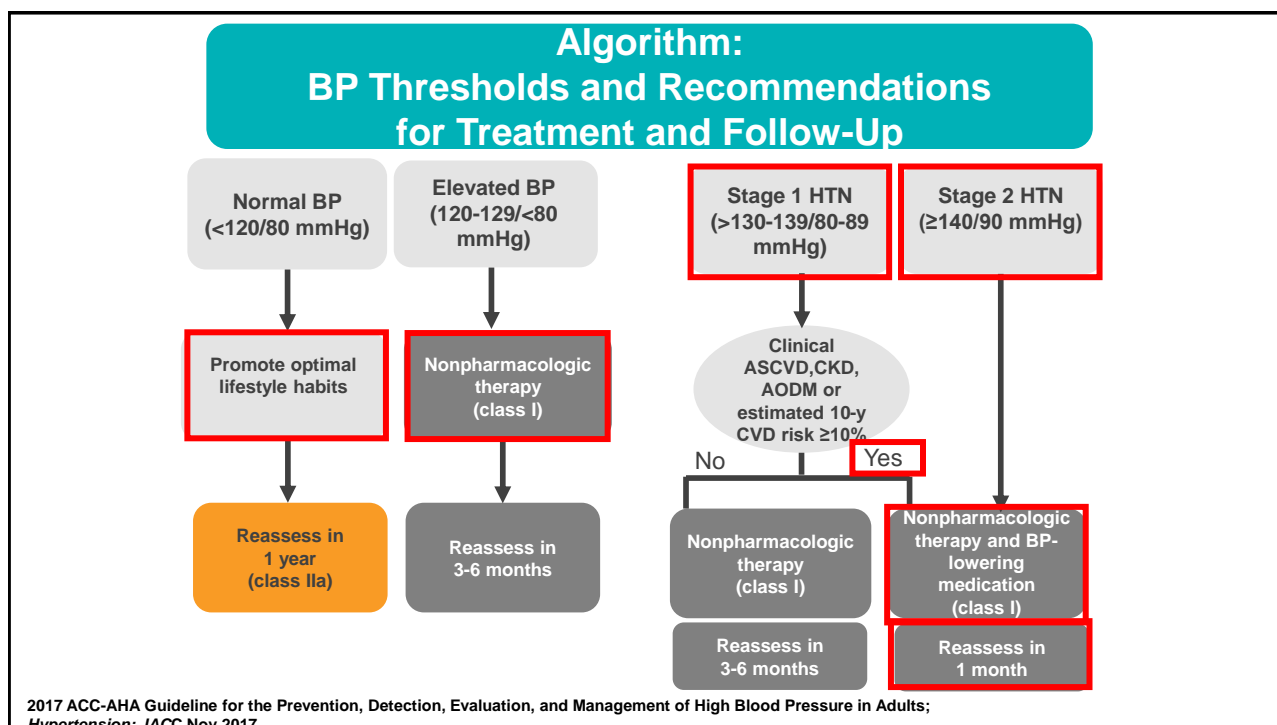 Algorithm:
BP Thresholds and Recommendations
for Treatment and Follow-Up
Normal BP
(<120/80 mmHg)
Elevated BP
(120-129/<80
mmHg)
Stage 1 HTN
(>130-139/80-89
mmHg)
Stage 2 HTN
(≥140/90 mmHg)
Promote optimal
lifestyle habits
Nonpharmacologic
therapy
(class I)
Clinical
ASCVD,CKD,
AODM or
estimated 10-y
CVD risk ≥10%
No
Yes
Reassess in
1 year
(class IIa)
Reassess in
3-6 months
Nonpharmacologic
therapy
(class I)
Nonpharmacologic
therapy and BP-
lowering
medication
(class I)
Reassess in
3-6 months
Reassess in
1 month
2017 ACC-AHA Guideline for the Prevention, Detection, Evaluation, and Management of High Blood Pressure in Adults;
Hypertension; JACC Nov 2017